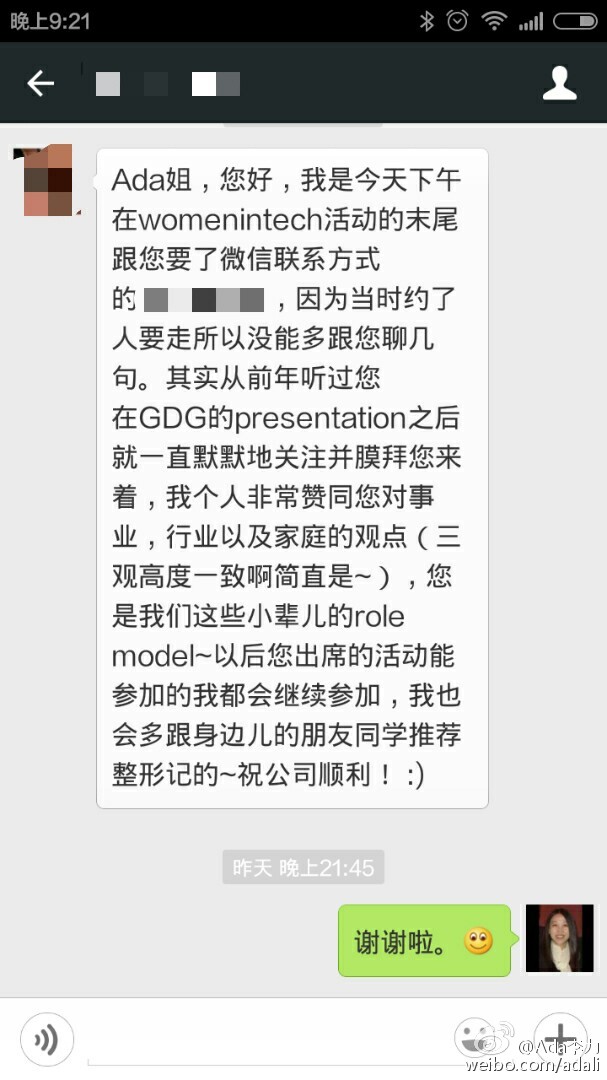 晚上9:21
Ada姐，您好，我是今天下午
在womenintech活动的末尾
跟您要了微信联系方式
的，因为当时约了
人要走所以没能多跟您聊几
句。其实从前年听过您
在GDG的presentation之后
就一直默默地关注并膜拜您来
着，我个人非常赞同您对事
业，行业以及家庭的观点（三
观高度一致啊简直是~），您
是我们这些小辈儿的role
model~以后您出席的活动能
参加的我都会继续参加，我也
会多跟身边儿的朋友同学推荐
整形记的~祝公司顺利！:)
昨天 晚上21:45
谢谢啦。
weibo.com/adali